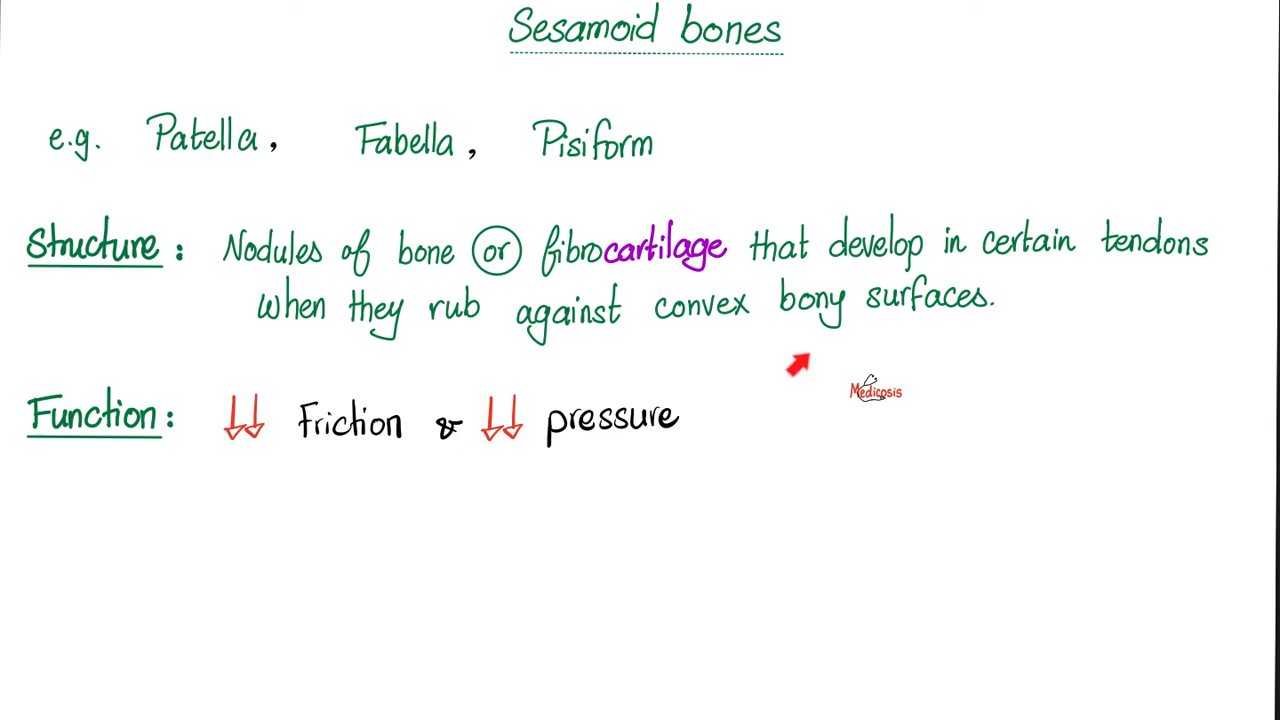 Sesamoid bones
e.g. Patella, Fabella, Pisiform
Structure: Nodules of bone or fibrocartilage that develop in certain tendons
when they rub against convex bony surfaces.
Medicosis
Function: ↓↓ Friction & ↓↓ pressure